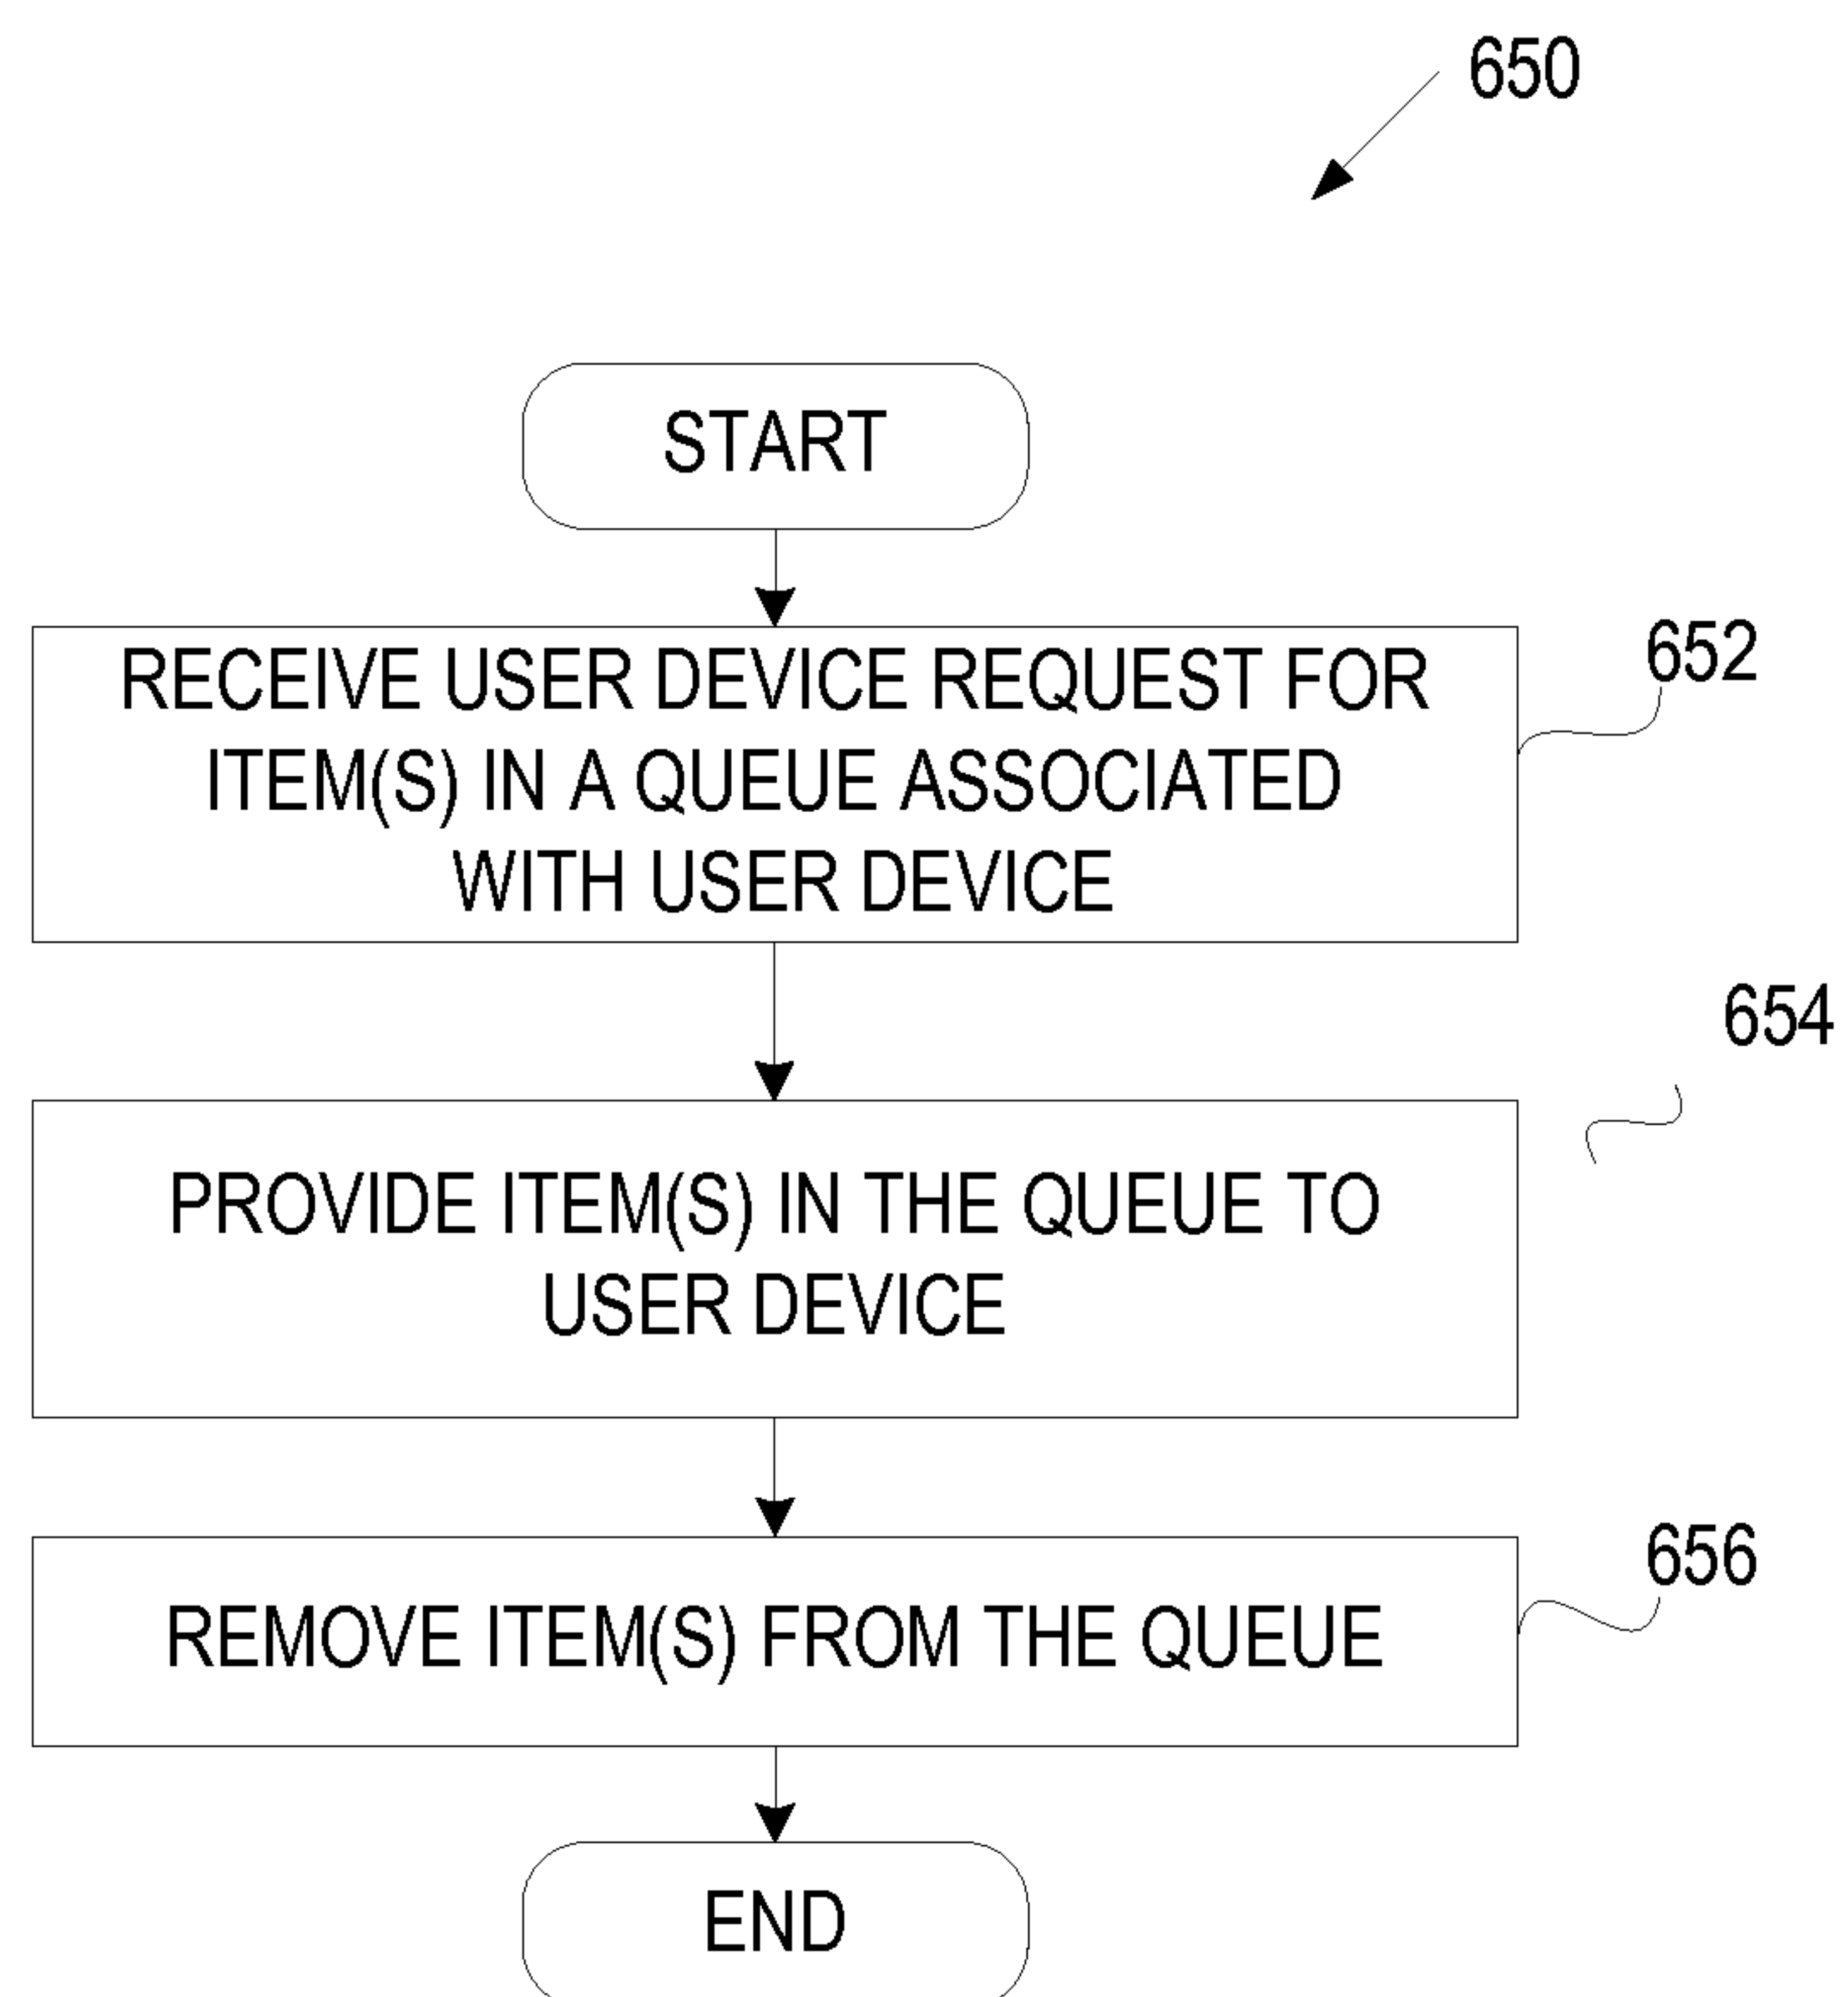 650
START
RECEIVE USER DEVICE REQUEST FOR
ITEM(S) IN A QUEUE ASSOCIATED
WITH USER DEVICE
652
654
PROVIDE ITEM(S) IN THE QUEUE TO
USER DEVICE
656
REMOVE ITEM(S) FROM THE QUEUE
END